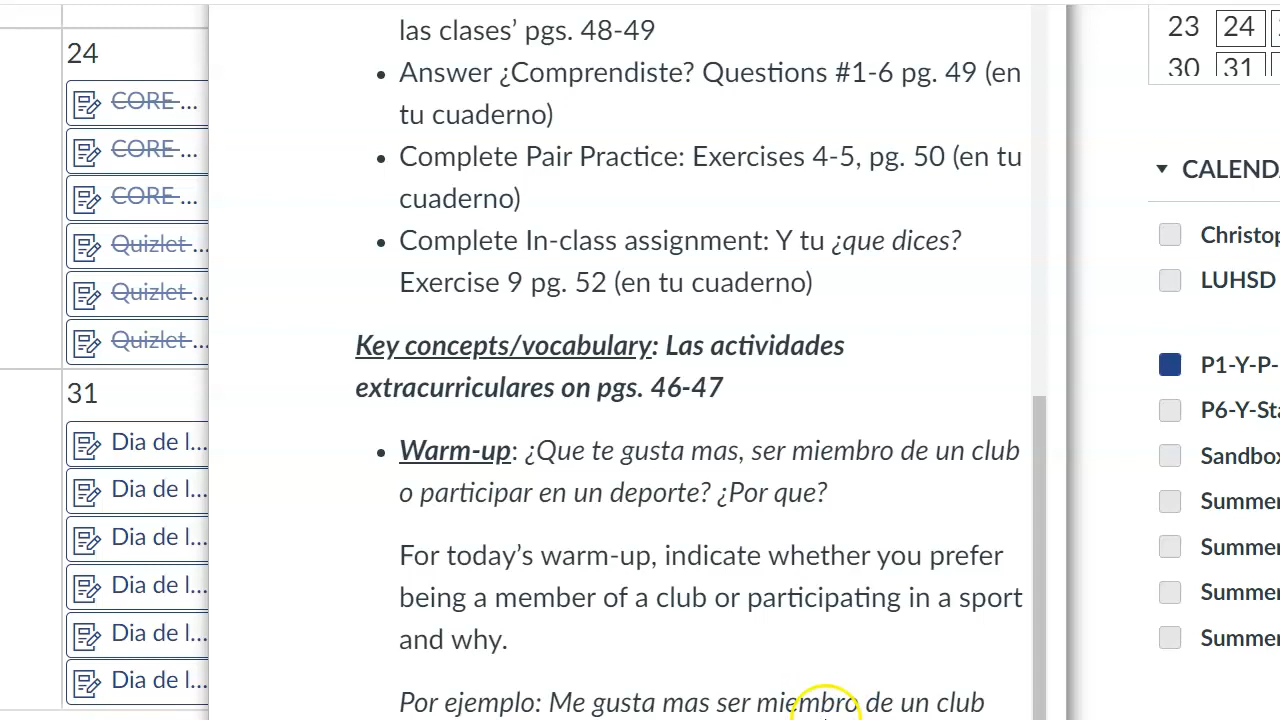 24
CORE ...
CORE ...
CORE ...
Quizlet ...
Quizlet ...
Quizlet ...
31
Dia de l...
Dia de l...
Dia de l...
Dia de l...
Dia de l...
Dia de l...
las clases’ pgs. 48-49
• Answer ¿Comprendiste? Questions #1-6 pg. 49 (en
tu cuaderno)
• Complete Pair Practice: Exercises 4-5, pg. 50 (en tu
cuaderno)
• Complete In-class assignment: Y tu ¿que dices?
Exercise 9 pg. 52 (en tu cuaderno)
Key concepts/vocabulary: Las actividades
extracurriculares on pgs. 46-47
• Warm-up: ¿Que te gusta mas, ser miembro de un club
o participar en un deporte? ¿Por que?
For today’s warm-up, indicate whether you prefer
being a member of a club or participating in a sport
and why.
Por ejemplo: Me gusta mas ser miembro de un club
23 24
30 31
CALENDA
Christop
LUHSD
P1-Y-P-
P6-Y-Sta
Sandbox
Summer
Summer
Summer
Summer